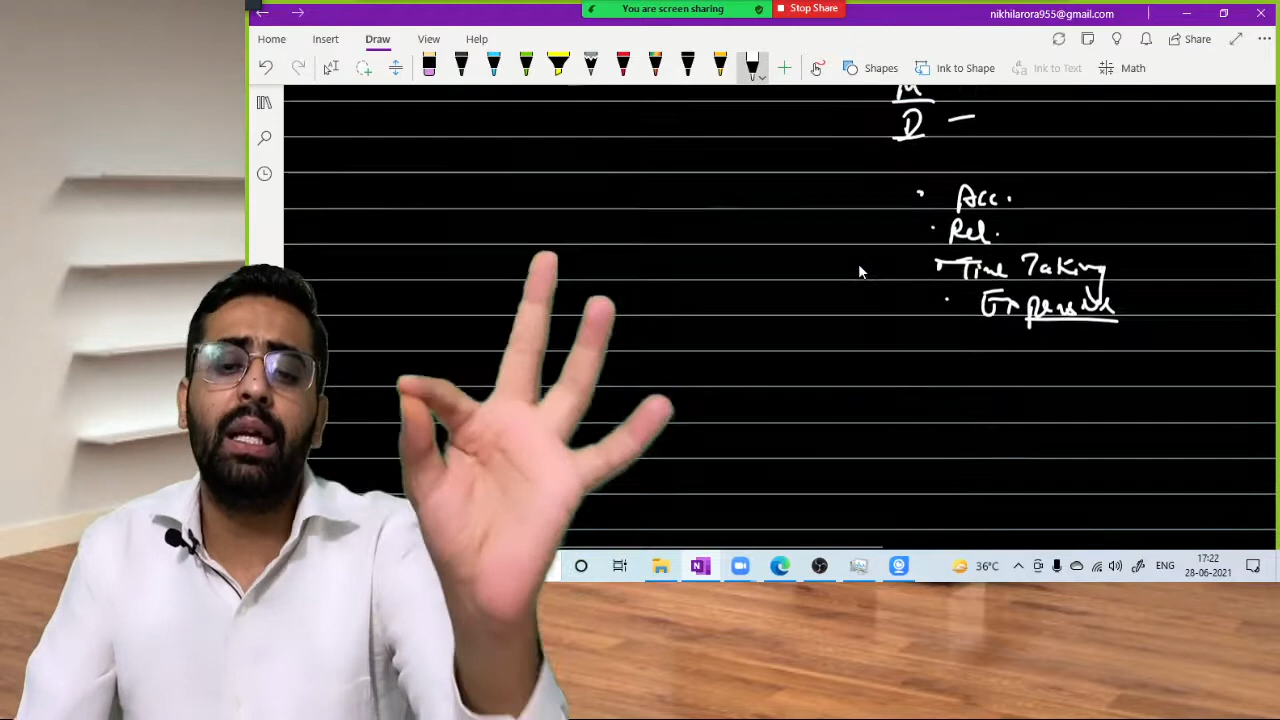 You are screen sharing Stop Share
nikhilarora955@gmail.com
Home Insert Draw View Help Share
Shapes Ink to Shape Ink to Text Math
D —
· Acc.
· Rel.
· Time Taking
· Expensive
36°C ENG 17:22
28-06-2021